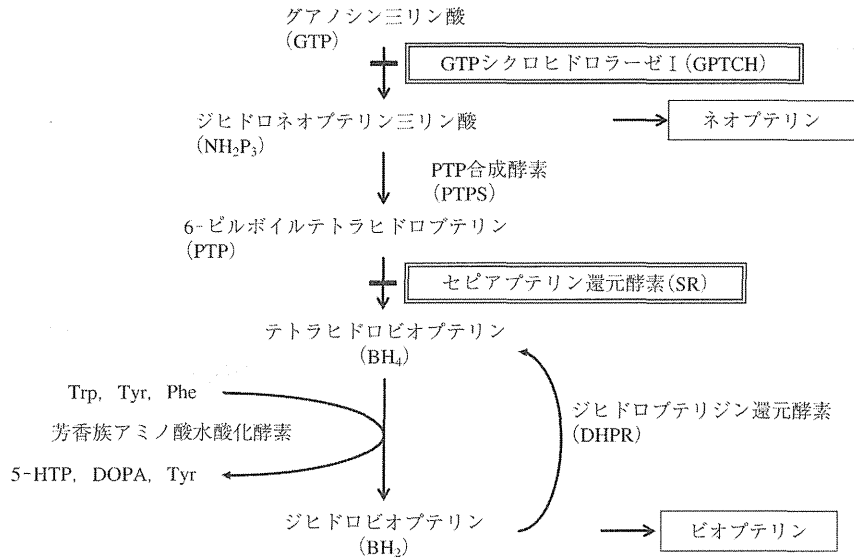 グアノシン三リン酸
(GTP)
GTPシクロヒドロラーゼⅠ(GPTCH)
ジヒドロネオプテリン三リン酸
(NH₂P₃)
ネオプテリン
PTP合成酵素
(PTPS)
6-ピルボイルテトラヒドロプテリン
(PTP)
セピアプテリン還元酵素(SR)
テトラヒドロビオプテリン
(BH₄)
Trp, Tyr, Phe
芳香族アミノ酸水酸化酵素
5-HTP, DOPA, Tyr
ジヒドロプテリジン還元酵素
(DHPR)
ジヒドロビオプテリン
(BH₂)
ビオプテリン